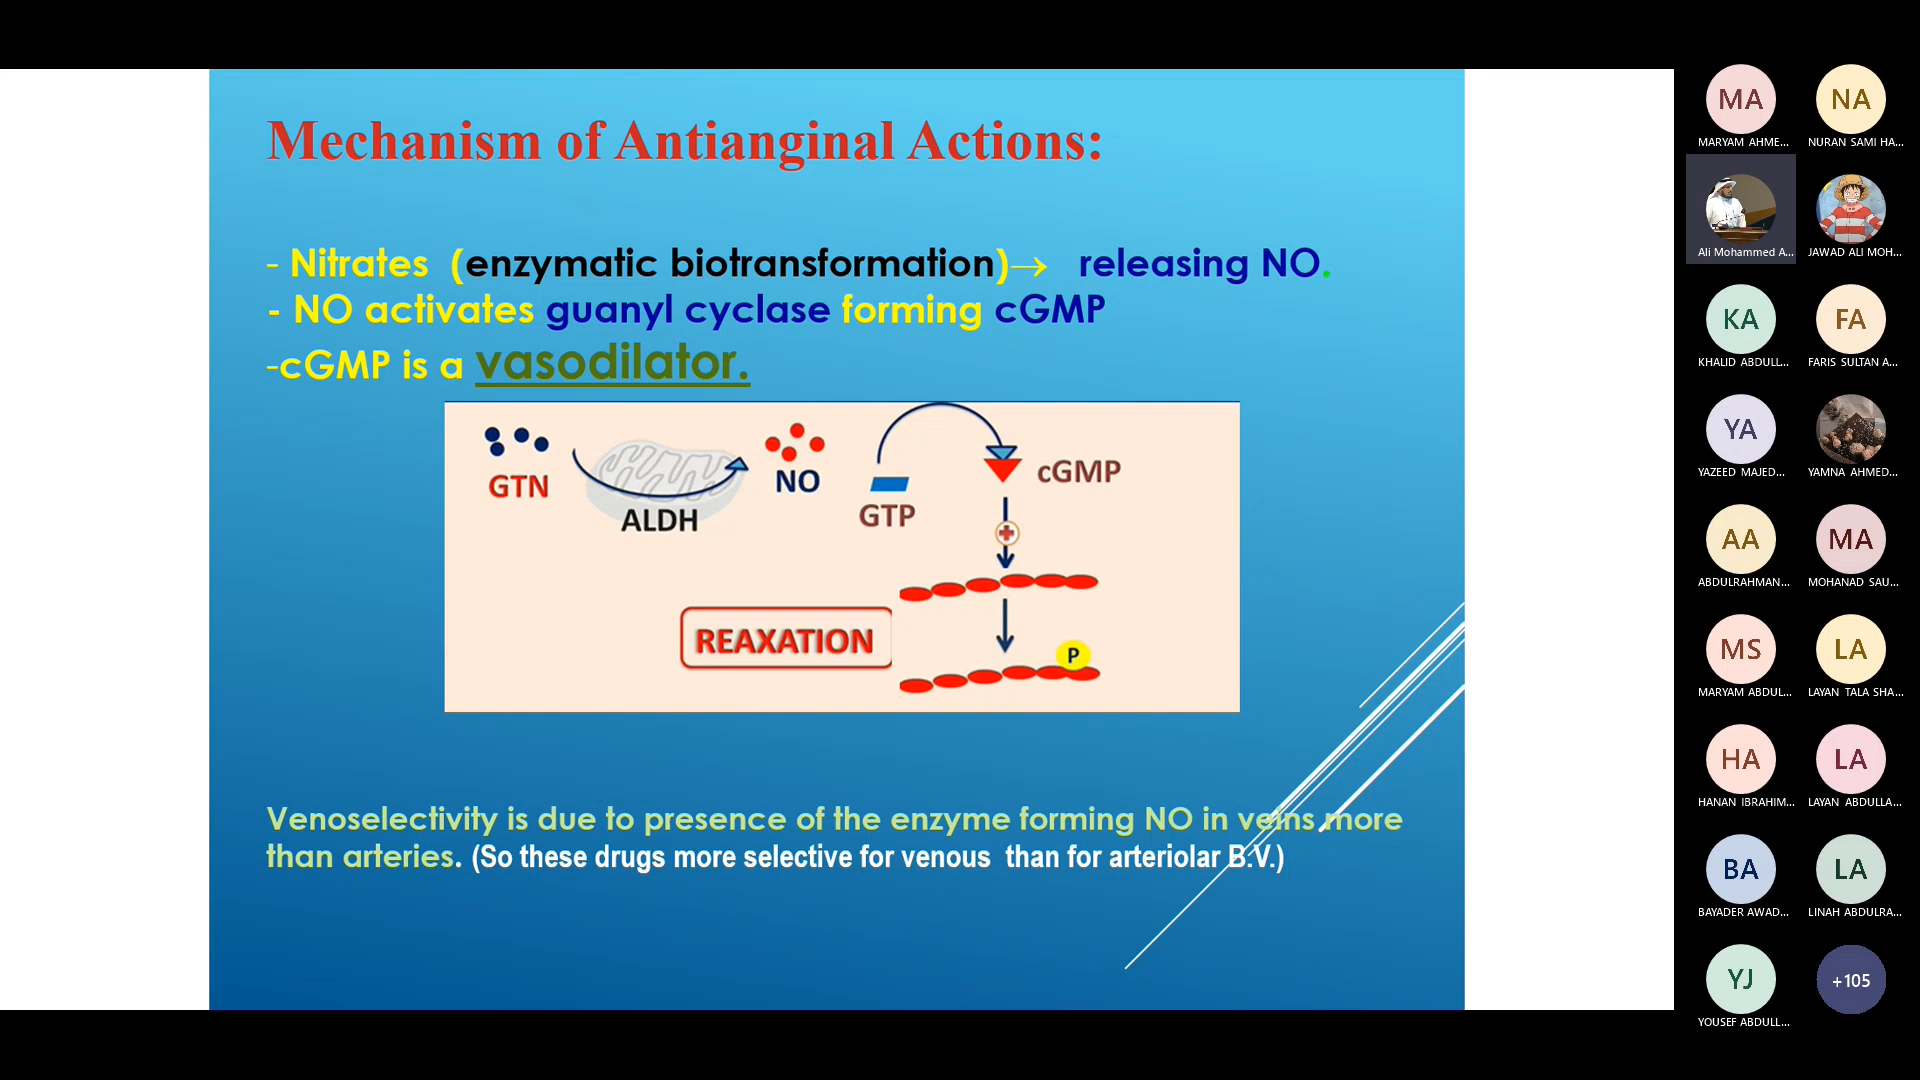 Mechanism of Antianginal Actions:
- Nitrates (enzymatic biotransformation)→ releasing NO.
- NO activates guanyl cyclase forming cGMP
-cGMP is a vasodilator.
GTN
ALDH
NO
GTP
cGMP
REAXATION
P
Venoselectivity is due to presence of the enzyme forming NO in veins more
than arteries. (So these drugs more selective for venous than for arteriolar B.V.)
MA
MARYAM AHME...
NA
NURAN SAMI HA...
Ali Mohammed A...
JAWAD ALI MOH...
KA
KHALID ABDULL...
FA
FARIS SULTAN A...
YA
YAZEED MAJED...
YAMNA AHMED...
AA
ABDULRAHMAN...
MA
MOHANAD SAU...
MS
MARYAM ABDUL...
LA
LAYAN TALA SHA...
HA
HANAN IBRAHIM...
LA
LAYAN ABDULLA...
BA
BAYADER AWAD...
LA
LINAH ABDULRA...
YJ
YOUSEF ABDULL...
+105